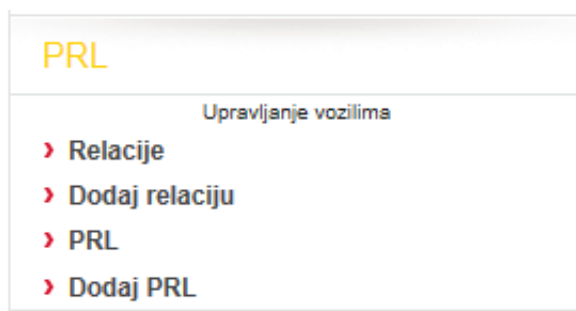 PRL
Upravljanje vozilima
Relacije
Dodaj relaciju
PRL
Dodaj PRL